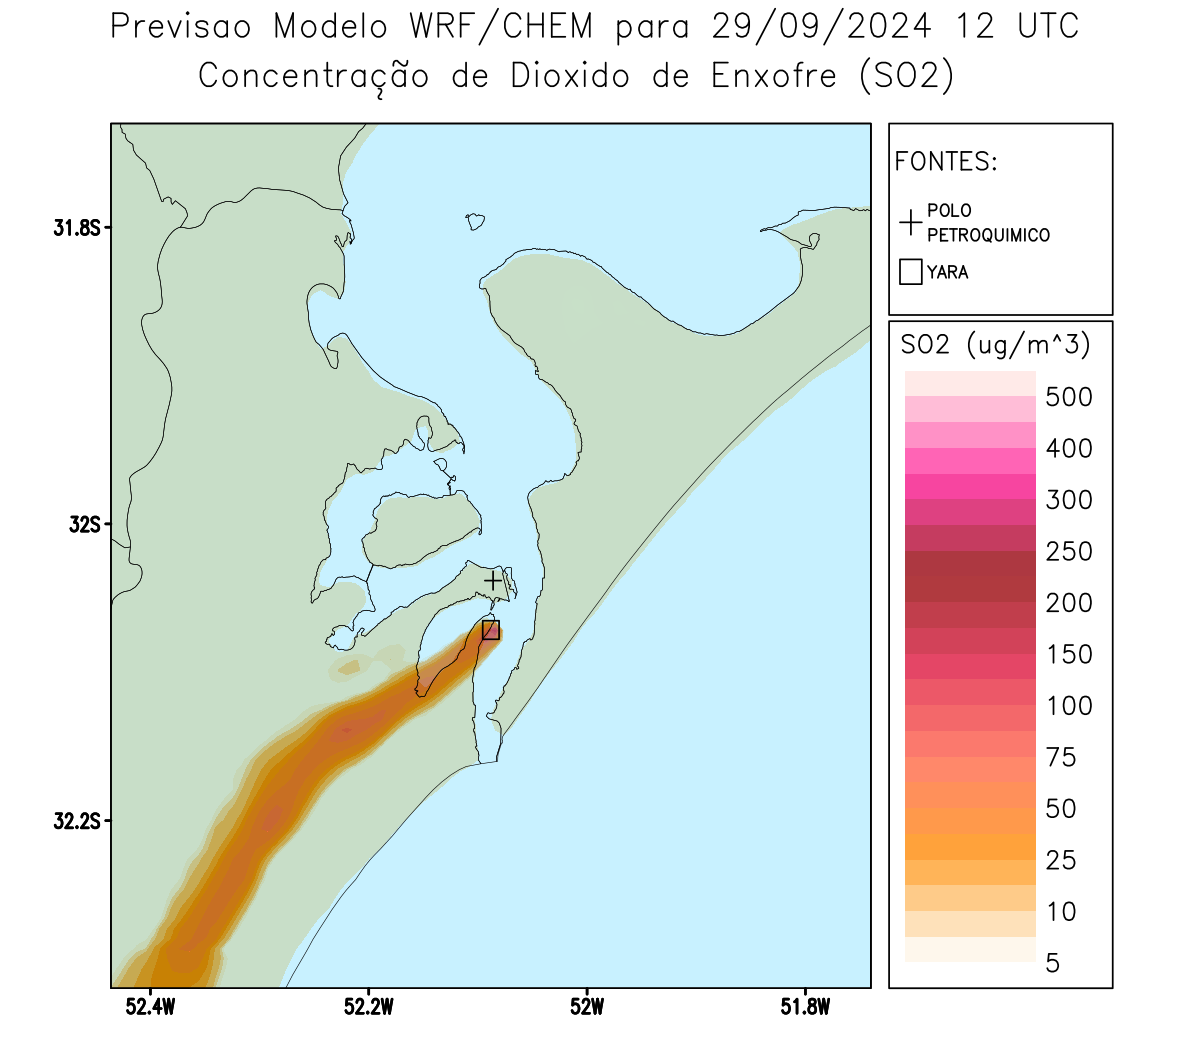 Previsao Modelo WRF/CHEM para 29/09/2024 12 UTC
Concentração de Dioxido de Enxofre (SO2)
FONTES:
POLO
PETROQUIMICO
YARA
SO2 (ug/m^3)
500
400
300
250
200
150
100
75
50
25
10
5
31.8S
32S
32.2S
52.4W
52.2W
52W
51.8W